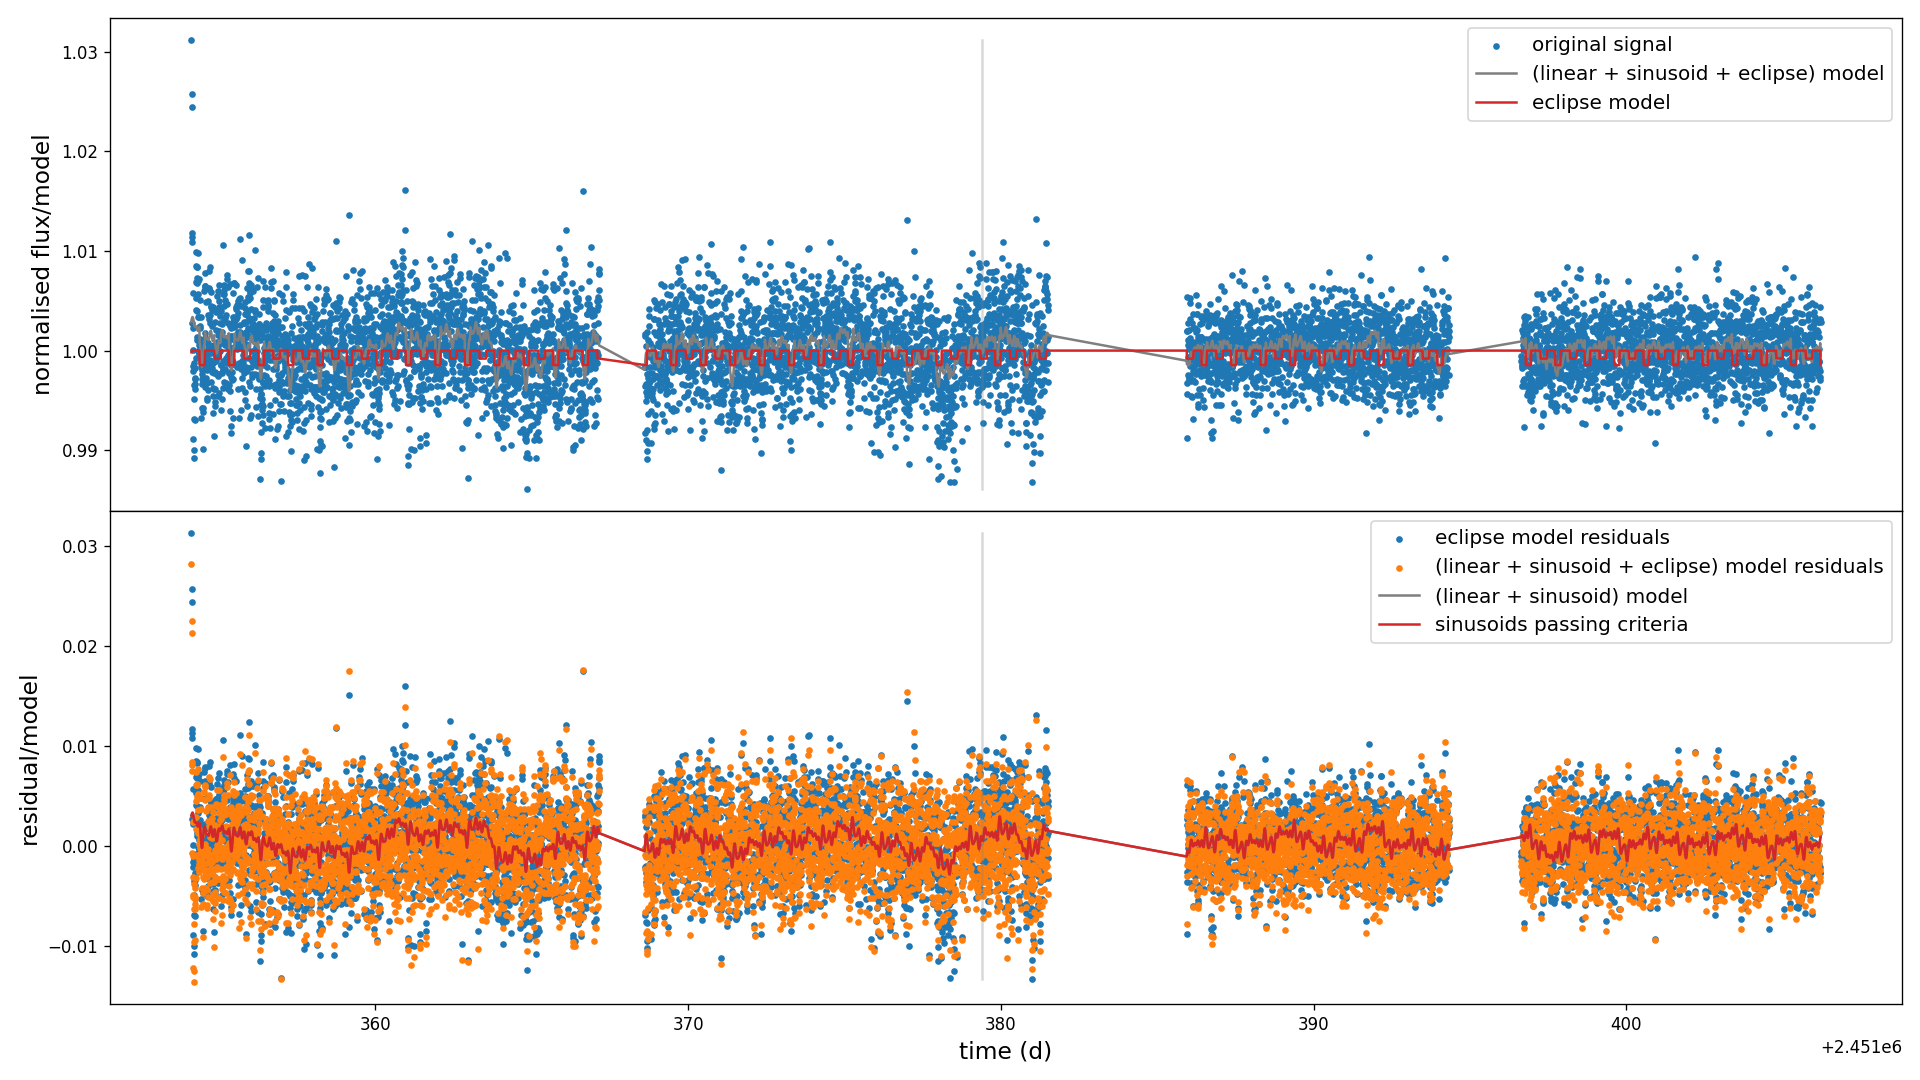 normalised flux/model
1.03
1.02
1.01
1.00
0.99
original signal
(linear + sinusoid + eclipse) model
eclipse model
residual/model
0.03
0.02
0.01
0.00
−0.01
eclipse model residuals
(linear + sinusoid + eclipse) model residuals
(linear + sinusoid) model
sinusoids passing criteria
360
370
380
390
400
time (d)
+2.451e6